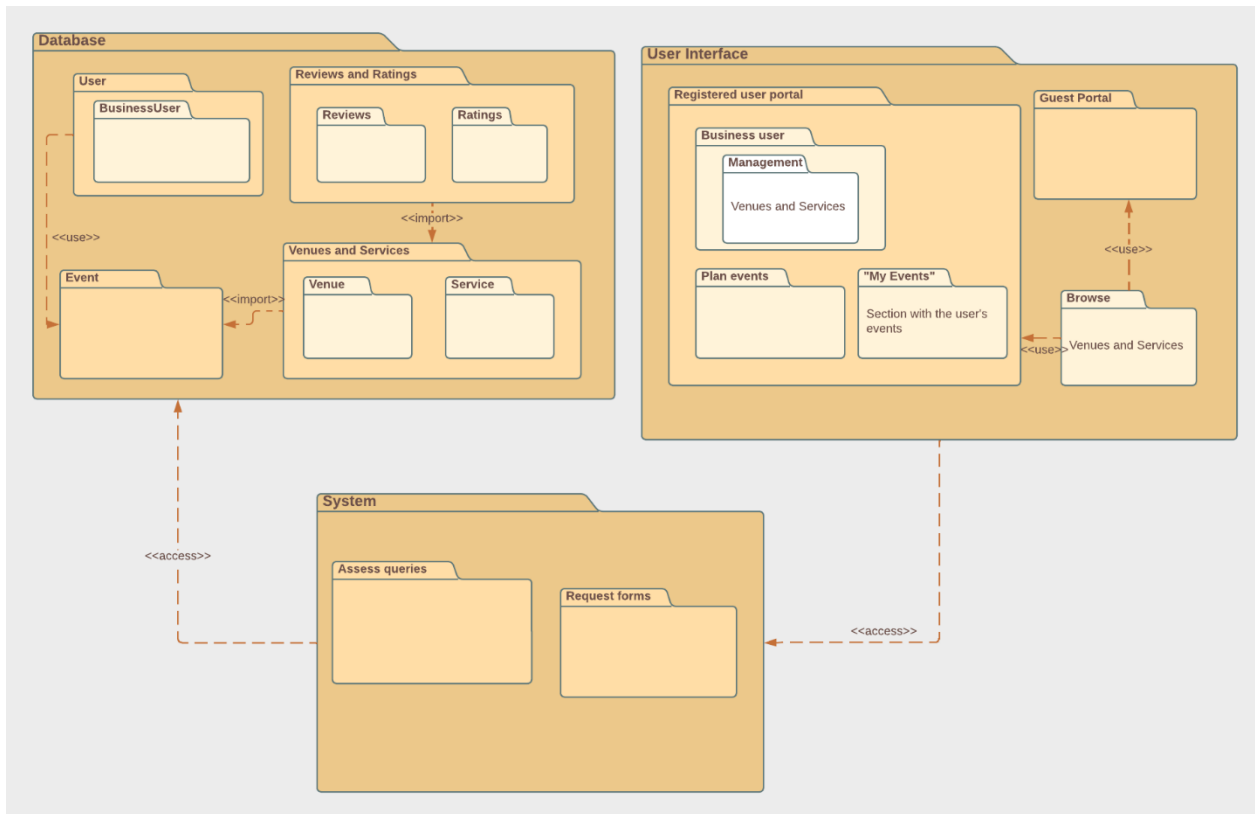 Database
User
BusinessUser
Reviews and Ratings
Reviews
Ratings
<<import>>
<<use>>
Event
<<import>>
Venues and Services
Venue
Service
User Interface
Registered user portal
Business user
Management
Venues and Services
Plan events
"My Events"
Section with the user's
events
Guest Portal
<<use>>
Browse
Venues and Services
<<use>>
<<access>>
System
Assess queries
Request forms
<<access>>